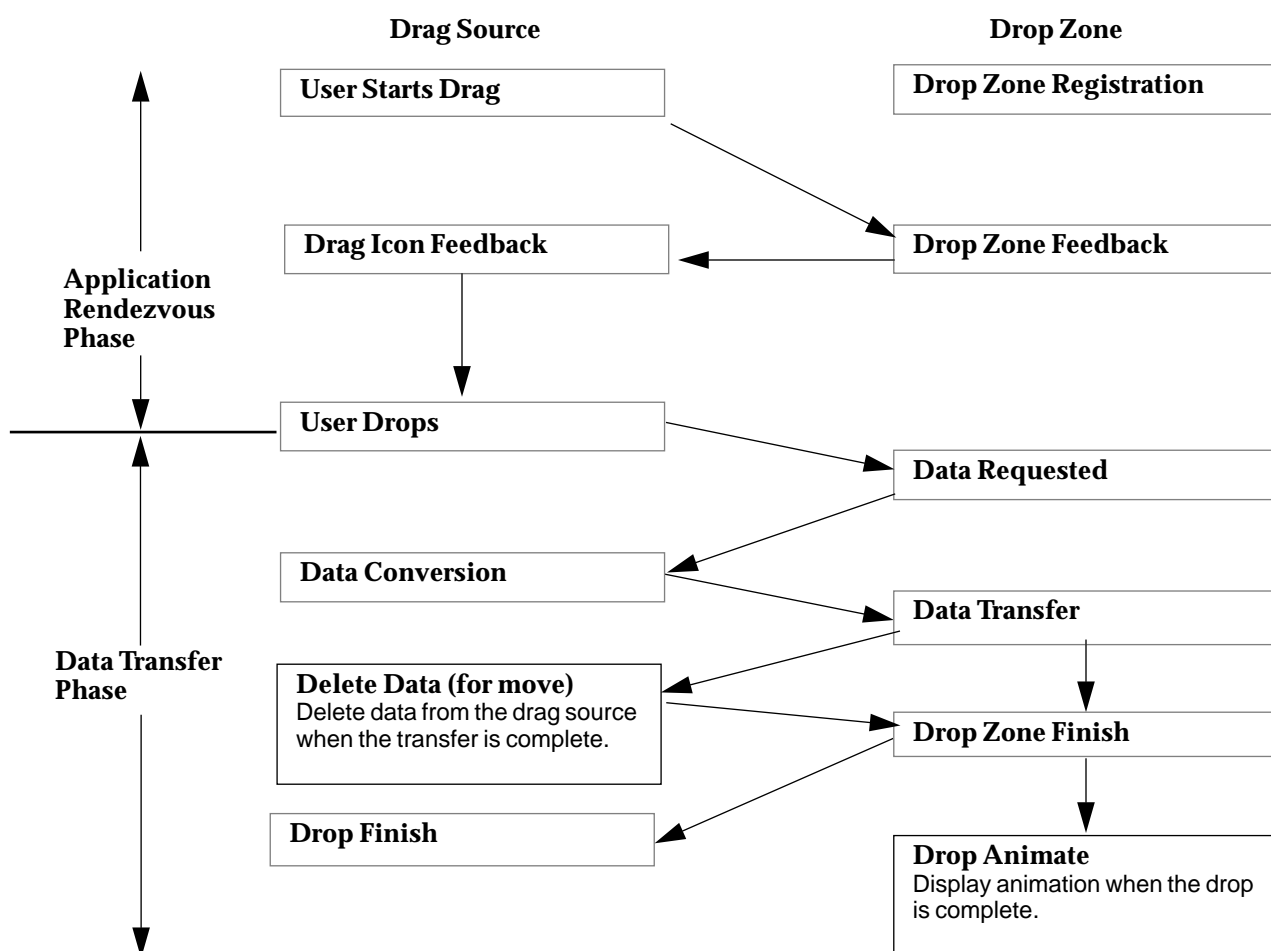 Drag Source
Drop Zone
User Starts Drag
Drop Zone Registration
Drag Icon Feedback
Drop Zone Feedback
Application
Rendezvous
Phase
User Drops
Data Requested
Data Conversion
Data Transfer
Data Transfer
Phase
Delete Data (for move)
Delete data from the drag source
when the transfer is complete.
Drop Zone Finish
Drop Finish
Drop Animate
Display animation when the drop
is complete.